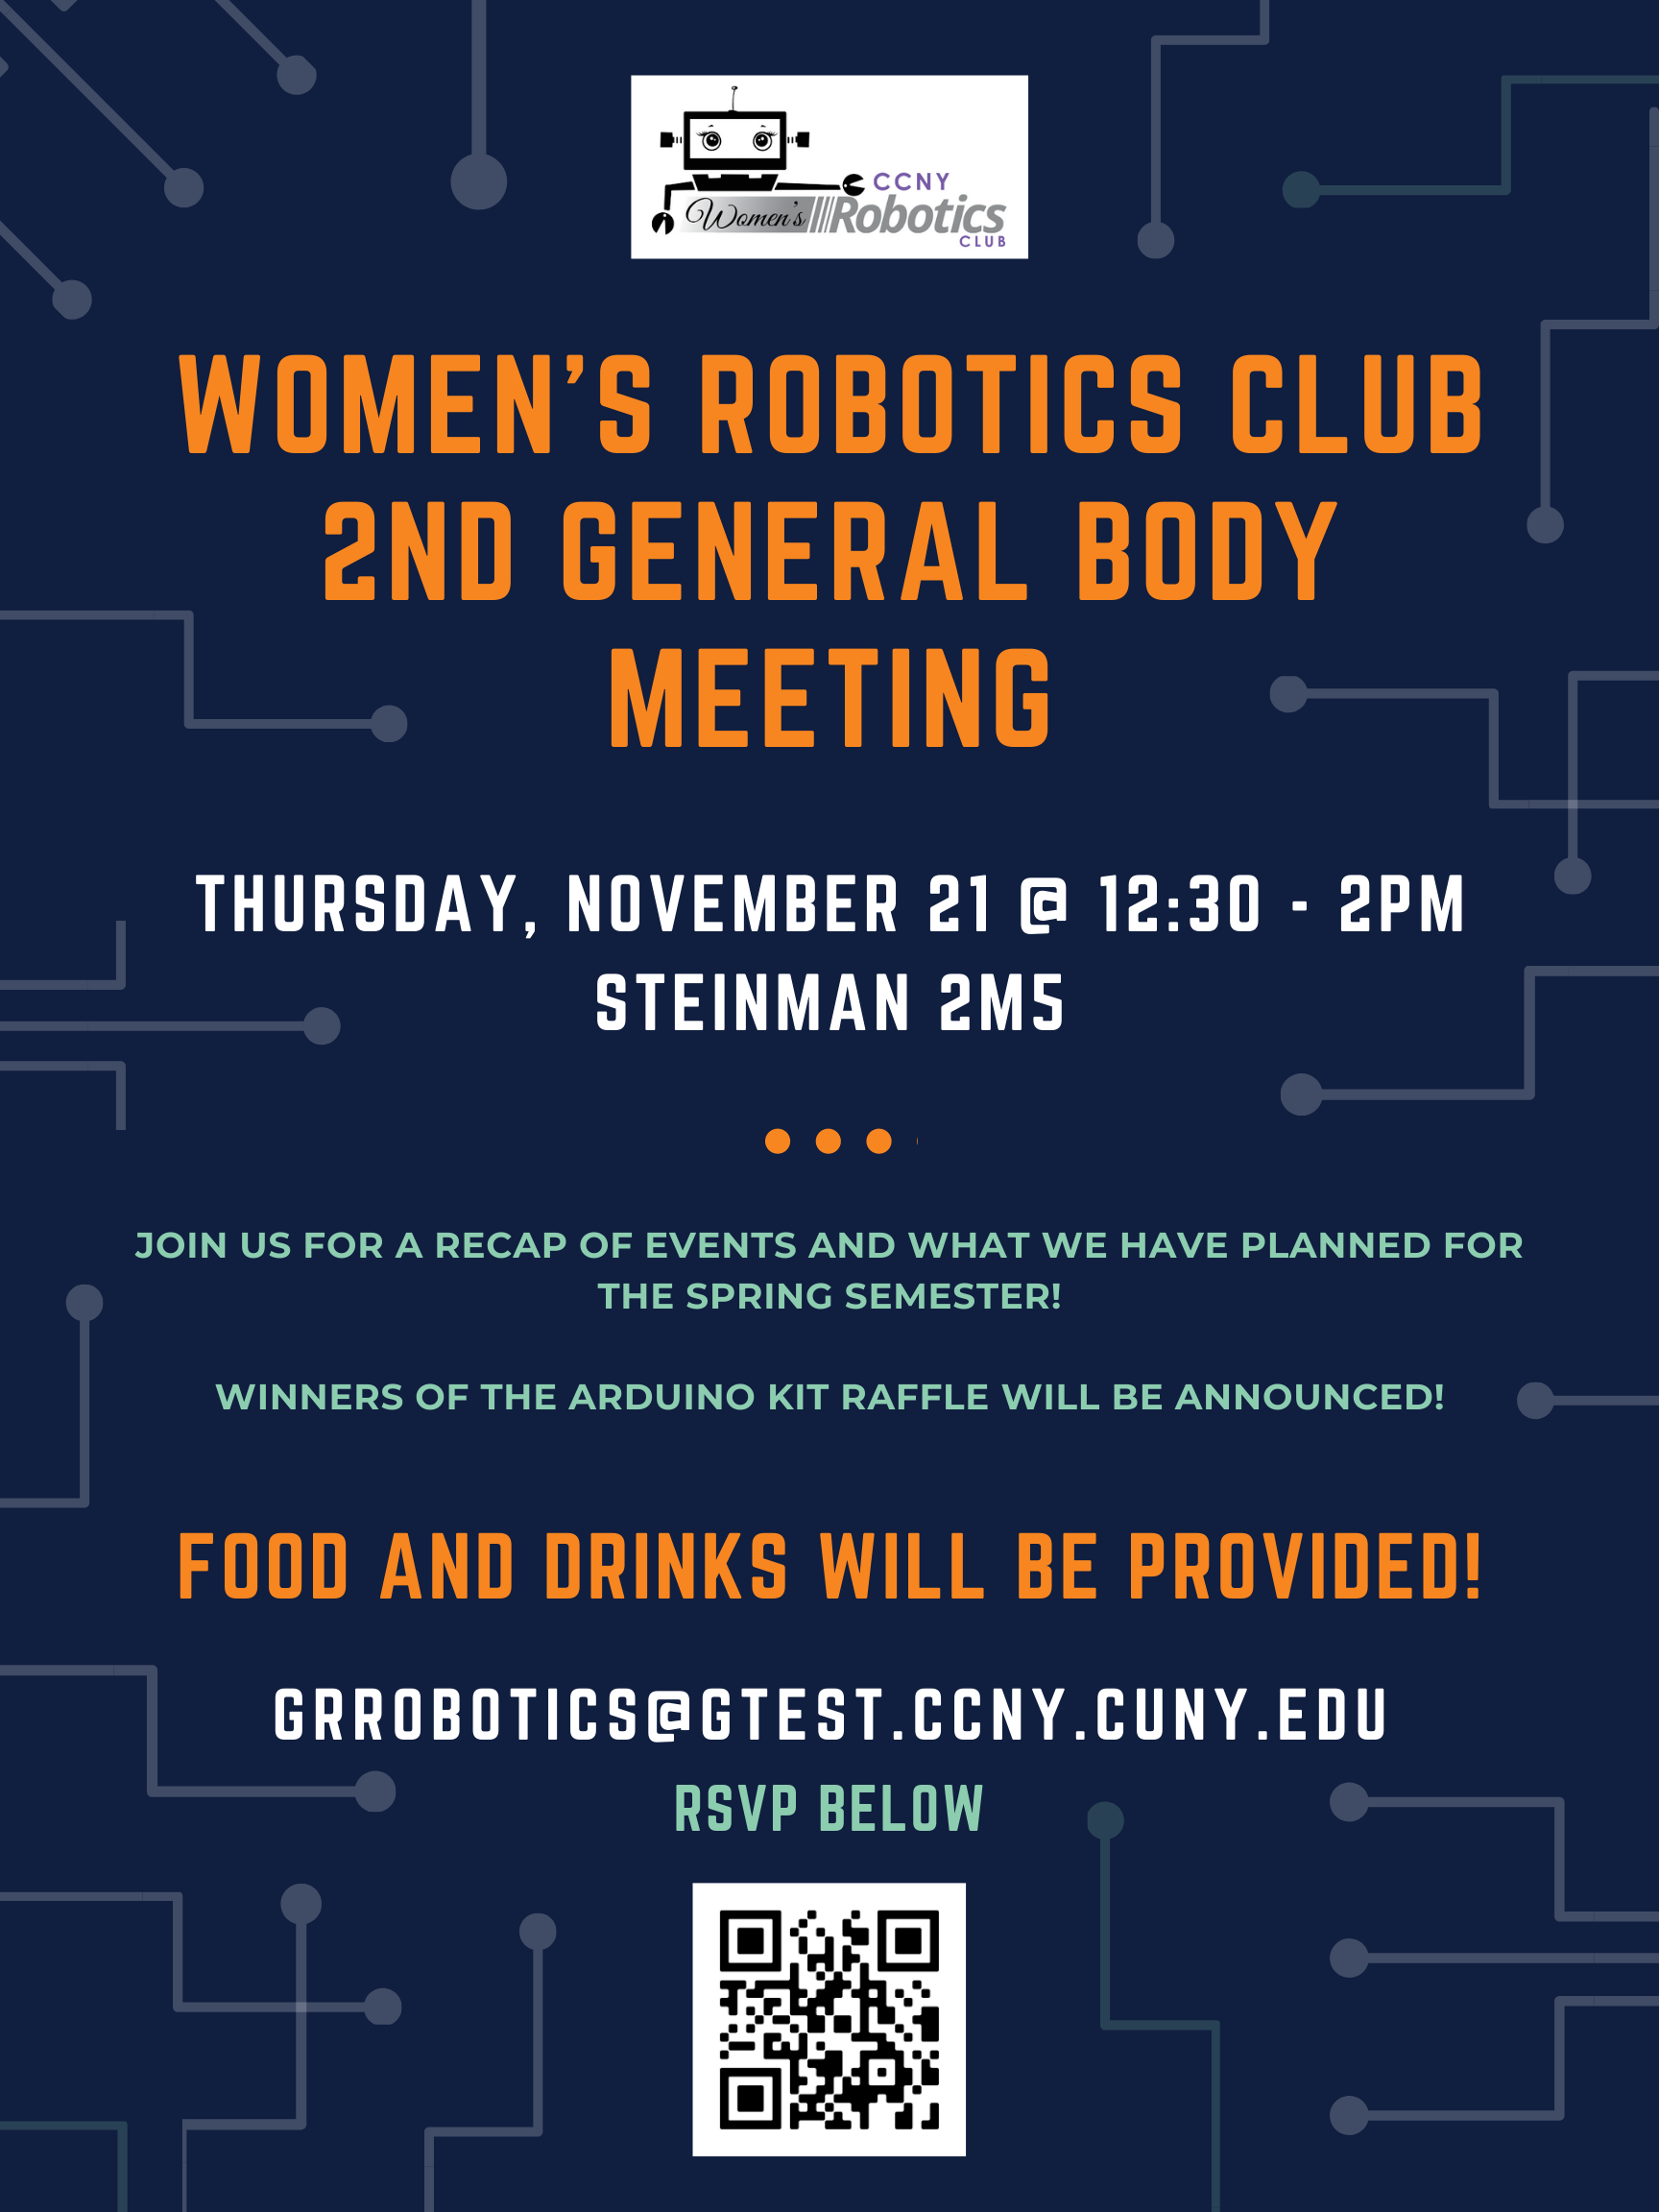 CCNY
Women's Robotics
CLUB
WOMEN'S ROBOTICS CLUB
2ND GENERAL BODY
MEETING
THURSDAY, NOVEMBER 21 @ 12:30 - 2PM
STEINMAN 2M5
JOIN US FOR A RECAP OF EVENTS AND WHAT WE HAVE PLANNED FOR
THE SPRING SEMESTER!
WINNERS OF THE ARDUINO KIT RAFFLE WILL BE ANNOUNCED!
FOOD AND DRINKS WILL BE PROVIDED!
GRROBOTICS@GTEST.CCNY.CUNY.EDU
RSVP BELOW